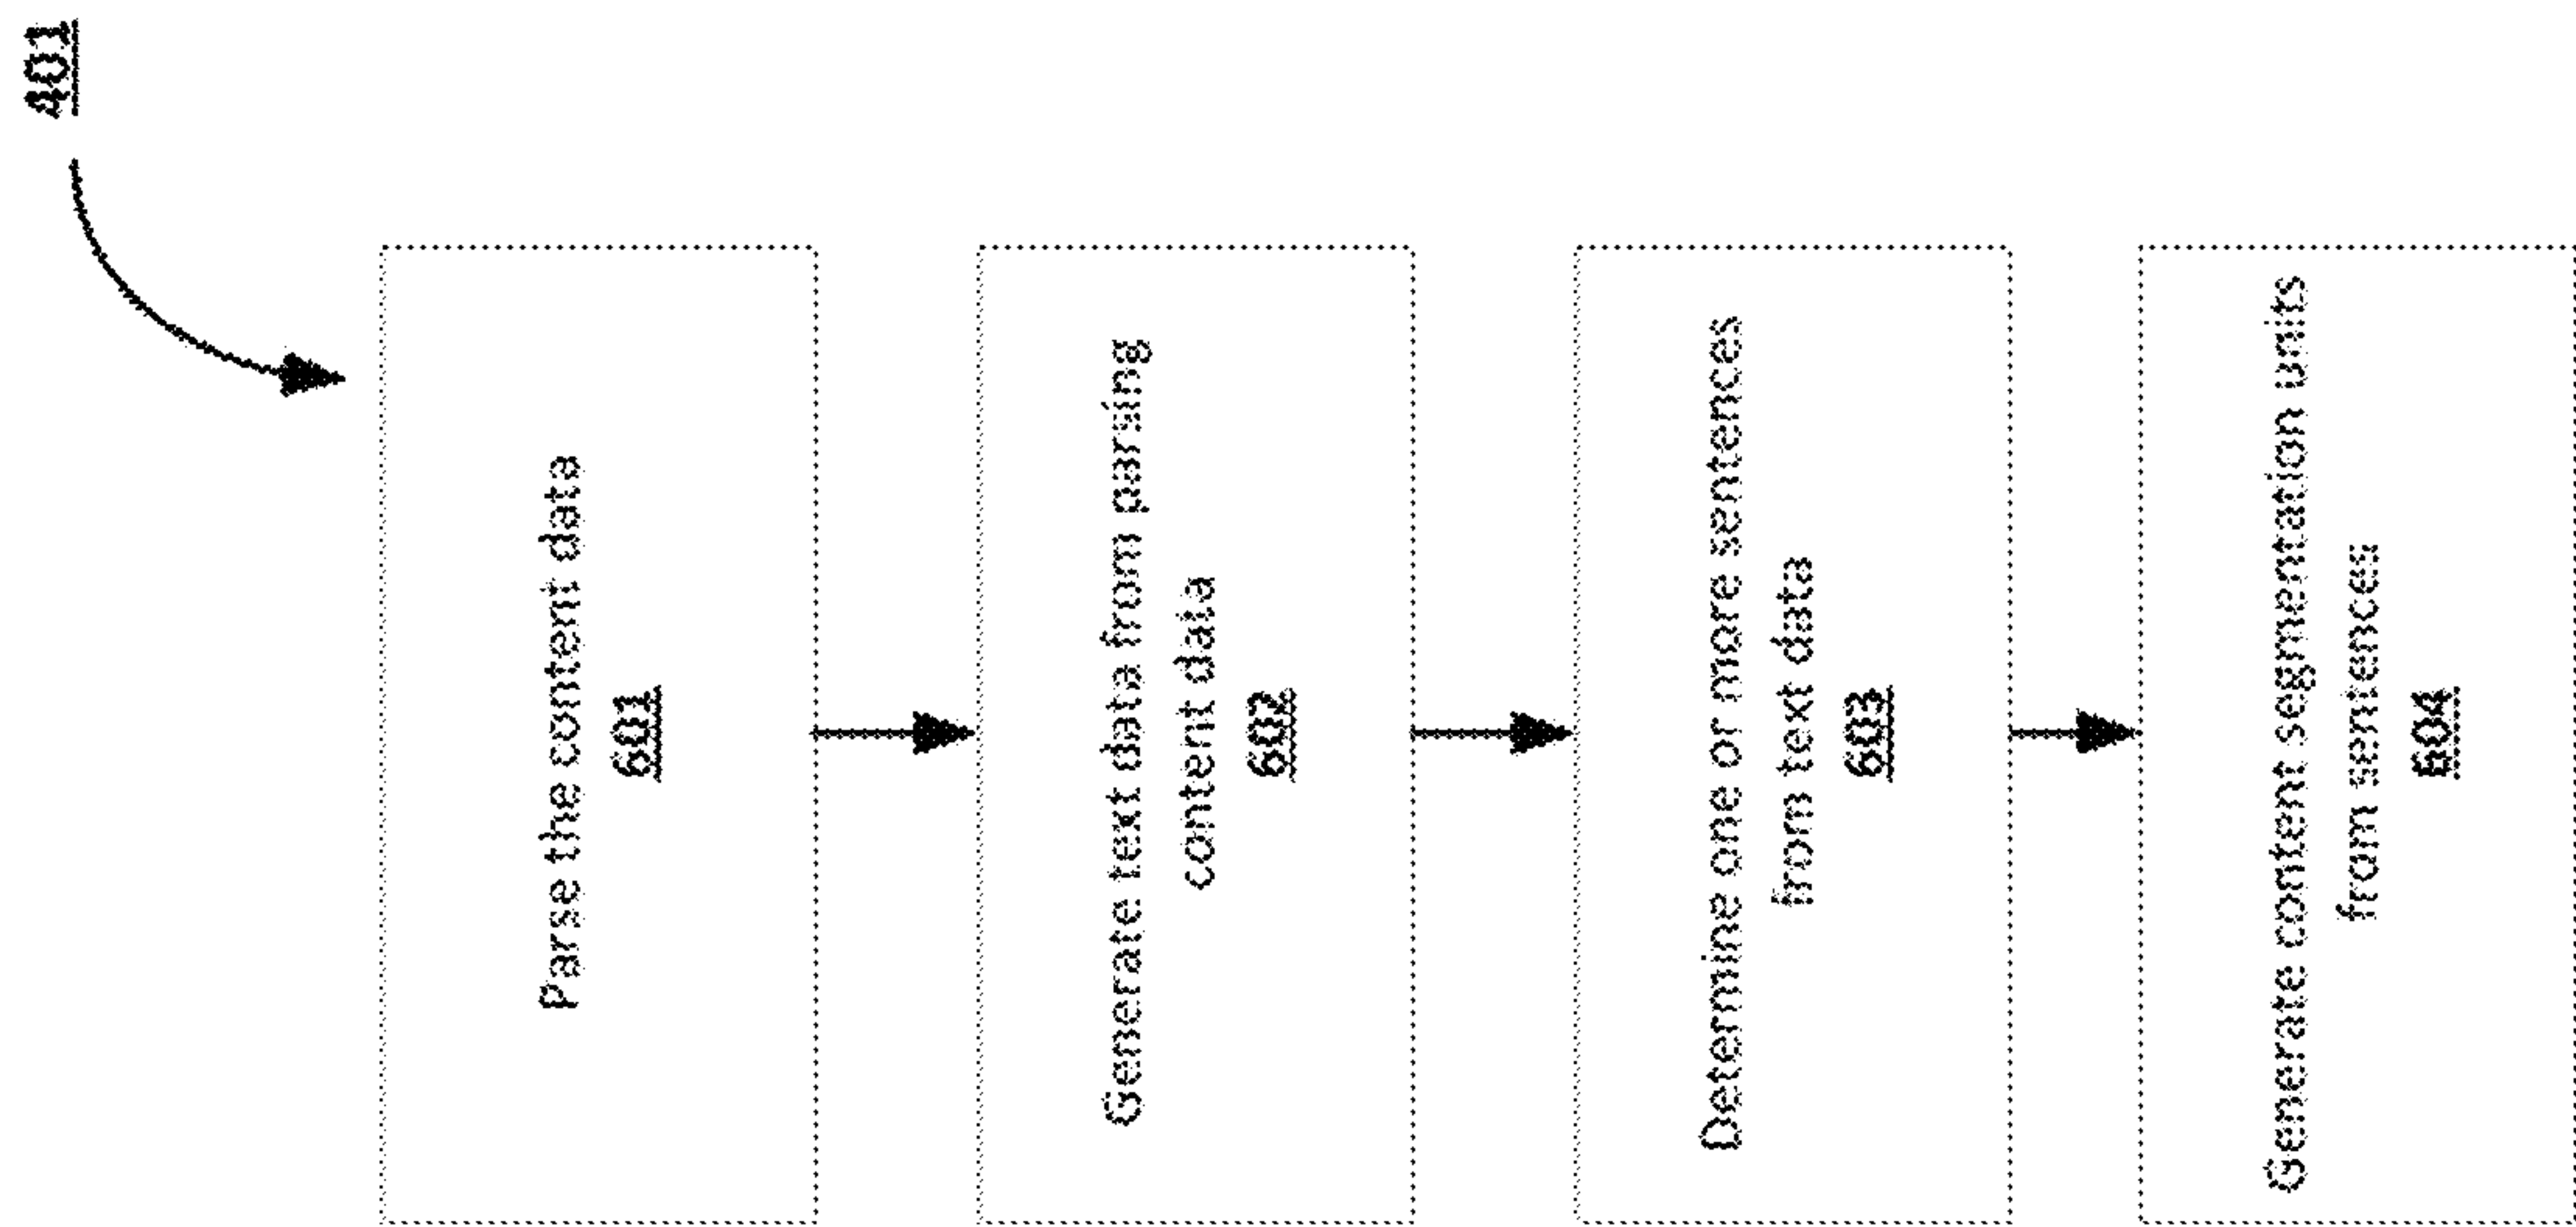 401
Parse the content data
601
Generate text data from parsing
content data
602
Determine one or more sentences
from text data
603
Generate content segmentation units
from sentences
604